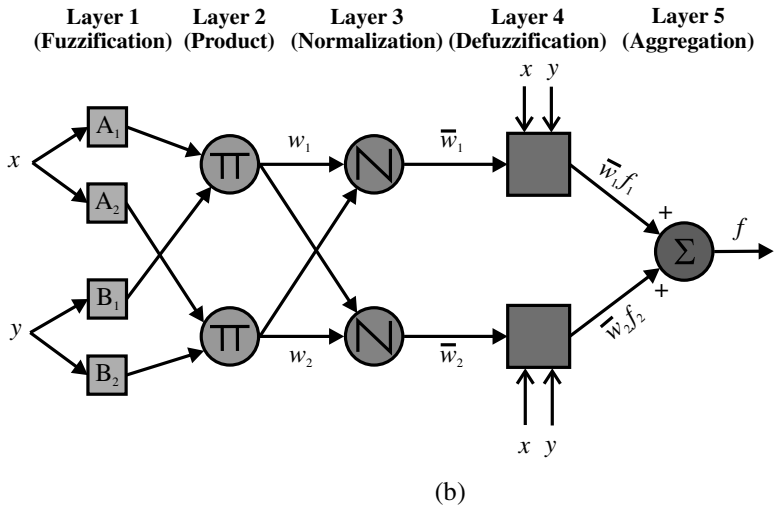 Layer 1 Layer 2 Layer 3 Layer 4 Layer 5
(Fuzzification) (Product) (Normalization) (Defuzzification) (Aggregation)
x y
A₁ w₁ w̅₁
x Π N w̅₁f₁
A₂ +
Σ f
B₁ +
y Π N w̅₂f₂
B₂ w₂ w̅₂
x y
(b)